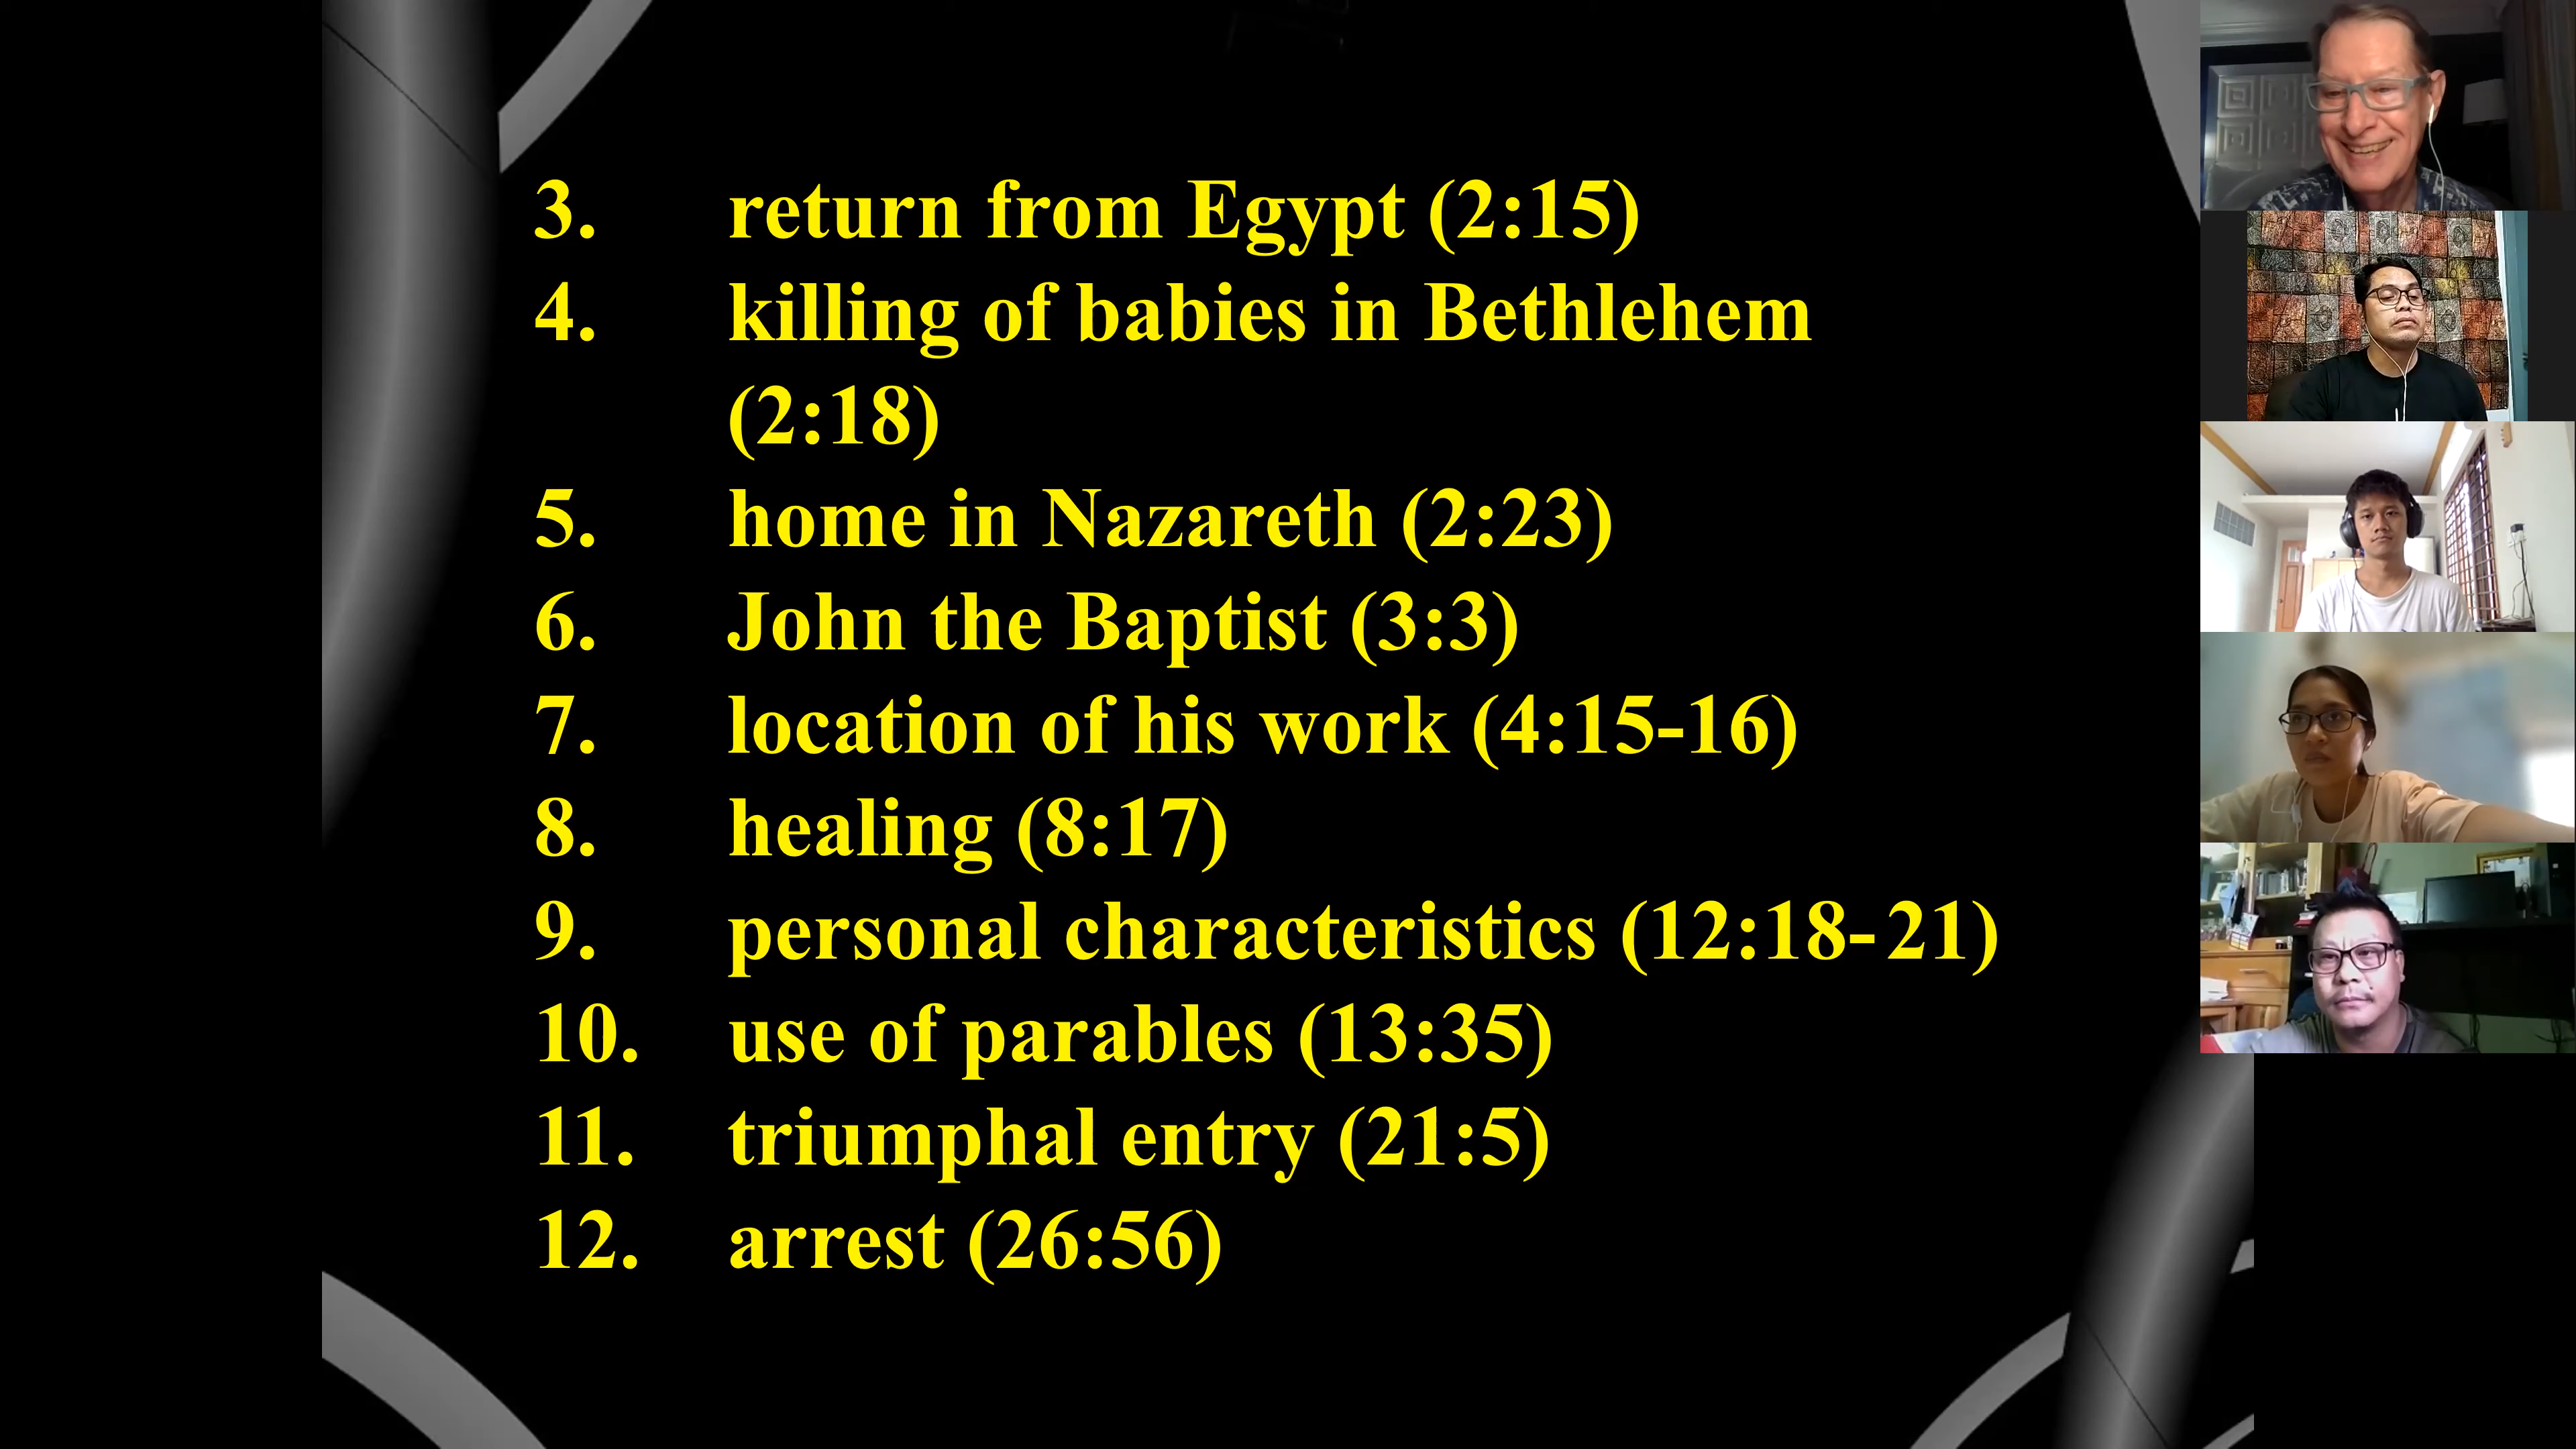 3. return from Egypt (2:15)
4. killing of babies in Bethlehem
(2:18)
5. home in Nazareth (2:23)
6. John the Baptist (3:3)
7. location of his work (4:15-16)
8. healing (8:17)
9. personal characteristics (12:18-21)
10. use of parables (13:35)
11. triumphal entry (21:5)
12. arrest (26:56)